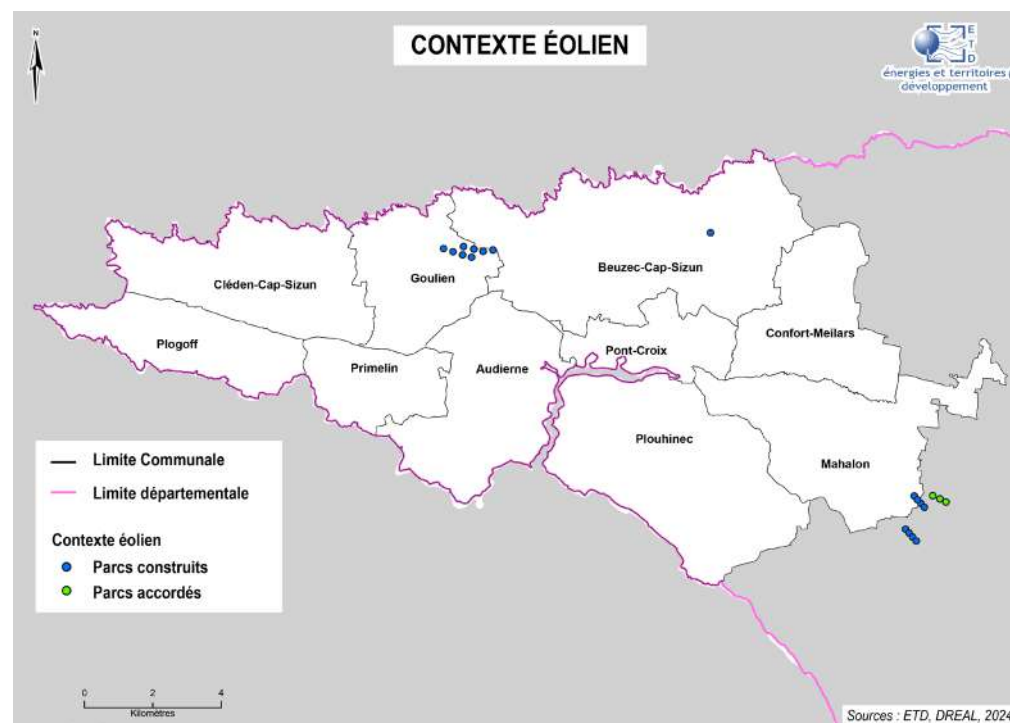 N
CONTEXTE ÉOLIEN
E
T
D
énergies et territoires
développement
Cléden-Cap-Sizun
Goulien
Beuzec-Cap-Sizun
Plogoff
Primelin
Audierne
Pont-Croix
Confort-Meilars
Plouhinec
Mahalon
Limite Communale
Limite départementale
Contexte éolien
Parcs construits
Parcs accordés
0 2 4
Kilomètres
Sources : ETD, DREAL, 2024